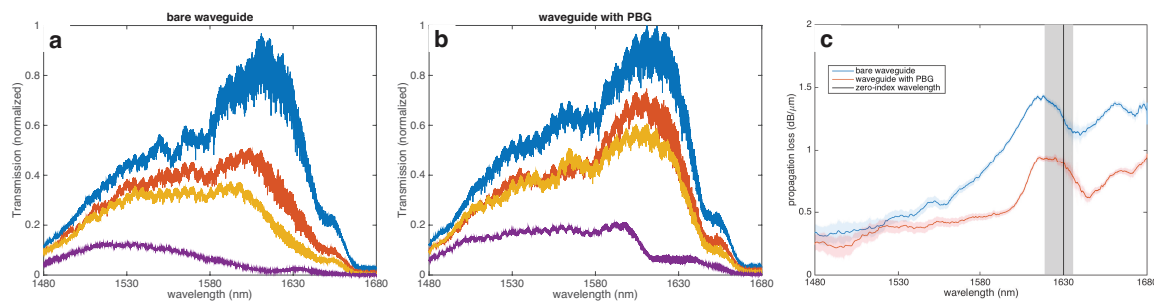 bare waveguide
a
Transmission (normalized)
1
0.8
0.6
0.4
0.2
0
1480 1530 1580 1630 1680
wavelength (nm)
waveguide with PBG
b
Transmission (normalized)
1
0.8
0.6
0.4
0.2
0
1480 1530 1580 1630 1680
wavelength (nm)
c
propagation loss (dB/μm)
2
1.5
1
0.5
0
bare waveguide
waveguide with PBG
zero-index wavelength
1480 1530 1580 1630 1680
wavelength (nm)